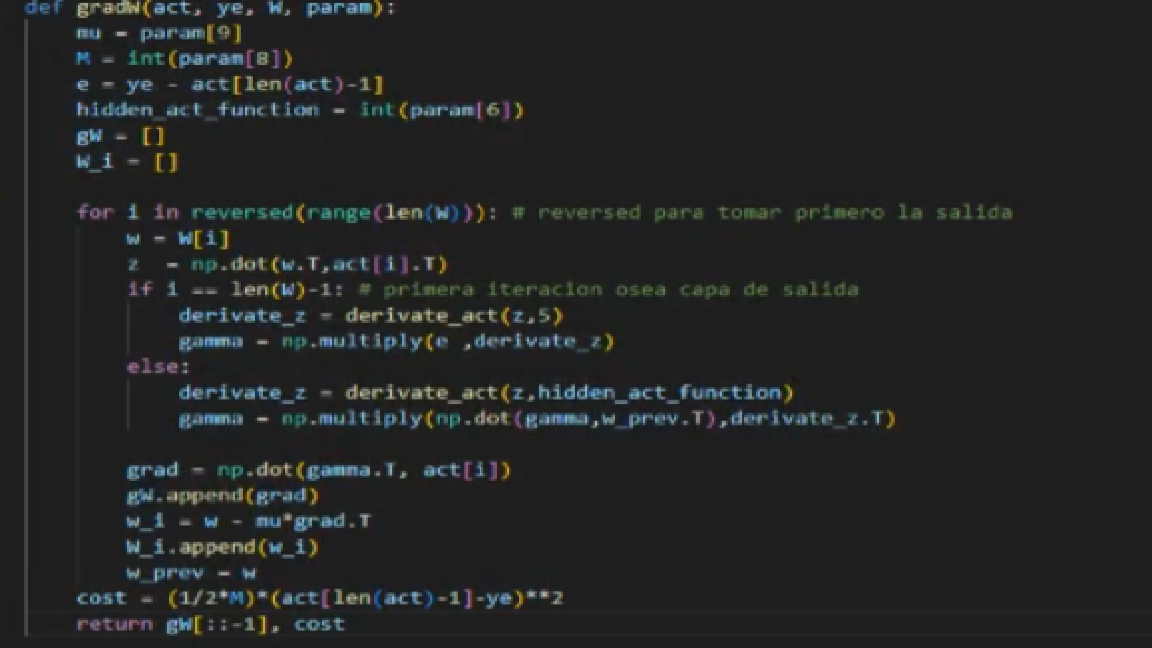 def gradW(act, ye, W, param):
    mu = param[9]
    M = int(param[8])
    e = ye - act[len(act)-1]
    hidden_act_function = int(param[6])
    gW = []
    W_i = []

    for i in reversed(range(len(W))): # reversed para tomar primero la salida
        w = W[i]
        z  = np.dot(w.T,act[i].T)
        if i == len(W)-1: # primera iteracion osea capa de salida
            derivate_z = derivate_act(z,5)
            gamma = np.multiply(e ,derivate_z)
        else:
            derivate_z = derivate_act(z,hidden_act_function)
            gamma = np.multiply(np.dot(gamma,w_prev.T),derivate_z.T)

        grad = np.dot(gamma.T, act[i])
        gW.append(grad)
        w_i = w - mu*grad.T
        W_i.append(w_i)
        w_prev = w
    cost = (1/2*M)*(act[len(act)-1]-ye)**2
    return gW[::-1], cost